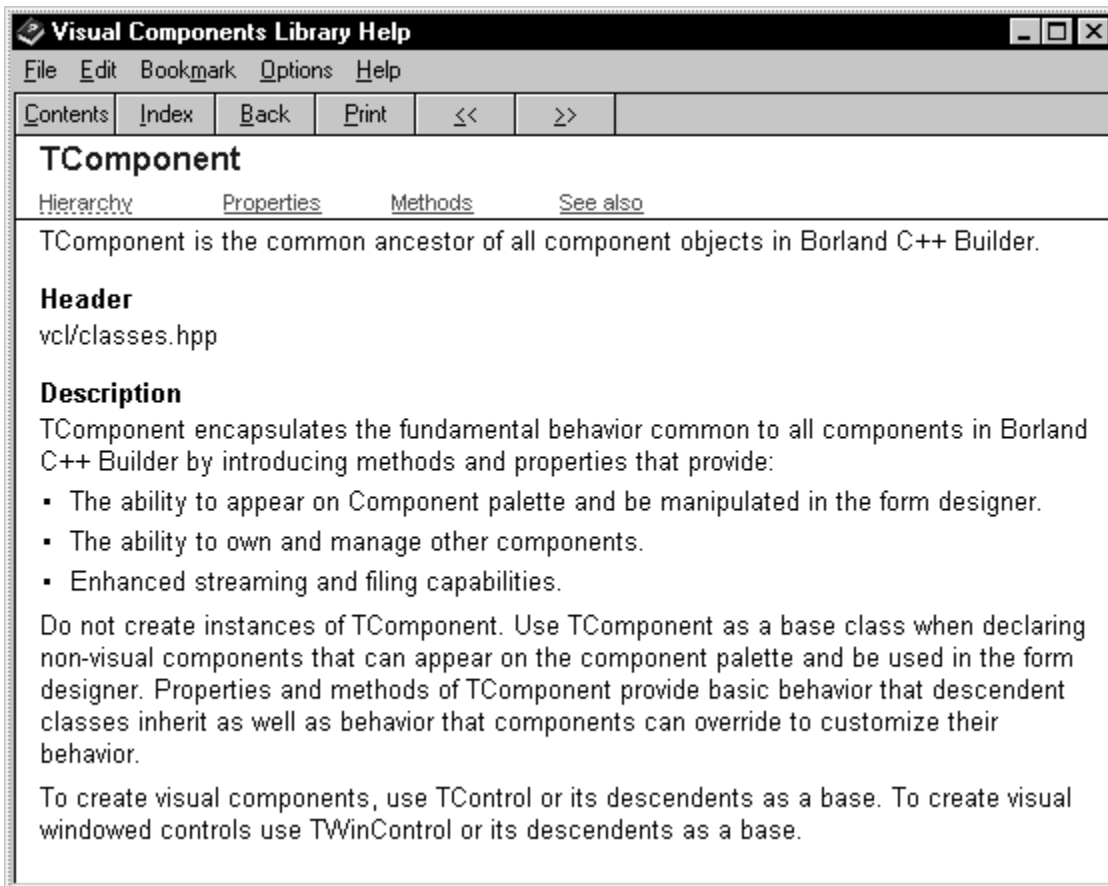 Visual Components Library Help
File Edit Bookmark Options Help
Contents Index Back Print << >>
TComponent
Hierarchy Properties Methods See also
TComponent is the common ancestor of all component objects in Borland C++ Builder.
Header
vcl/classes.hpp
Description
TComponent encapsulates the fundamental behavior common to all components in Borland
C++ Builder by introducing methods and properties that provide:
▪ The ability to appear on Component palette and be manipulated in the form designer.
▪ The ability to own and manage other components.
▪ Enhanced streaming and filing capabilities.
Do not create instances of TComponent. Use TComponent as a base class when declaring
non-visual components that can appear on the component palette and be used in the form
designer. Properties and methods of TComponent provide basic behavior that descendent
classes inherit as well as behavior that components can override to customize their
behavior.
To create visual components, use TControl or its descendents as a base. To create visual
windowed controls use TWinControl or its descendents as a base.